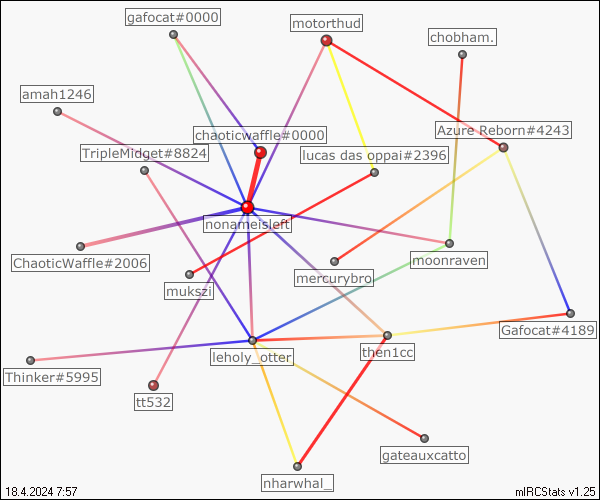 gafocat#0000
motorthud
chobham.
amah1246
chaoticwaffle#0000
Azure Reborn#4243
TripleMidget#8824
lucas das oppai#2396
nonameisleft
ChaoticWaffle#2006
moonraven
mercurybro
mukszi
Gafocat#4189
leholy_otter
then1cc
Thinker#5995
tt532
gateauxcatto
nharwhal_
18.4.2024 7:57
mIRCStats v1.25